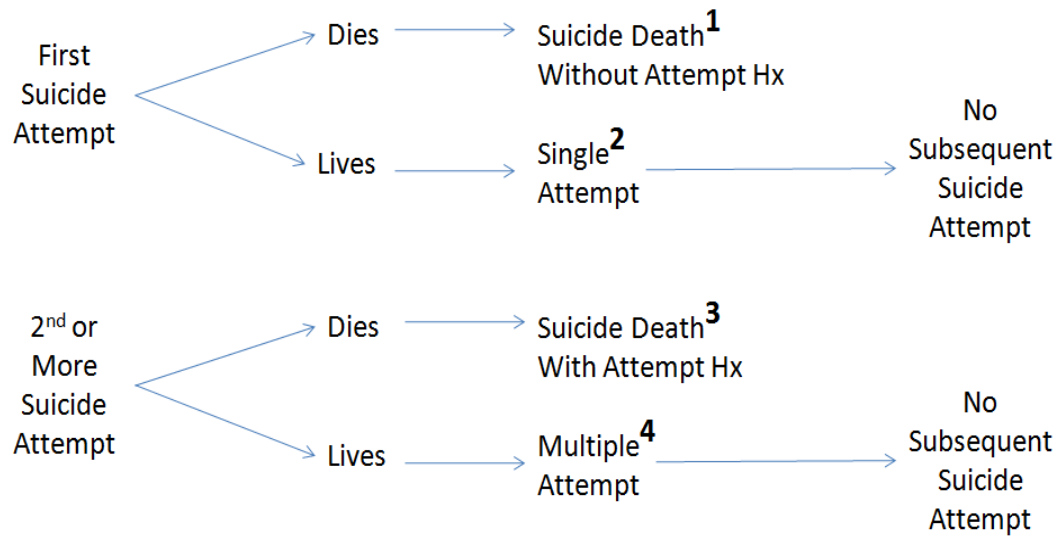 First
Suicide
Attempt
Dies
Suicide Death¹
Without Attempt Hx
Lives
Single²
Attempt
No
Subsequent
Suicide
Attempt
2ⁿᵈ or
More
Suicide
Attempt
Dies
Suicide Death³
With Attempt Hx
Lives
Multiple⁴
Attempt
No
Subsequent
Suicide
Attempt